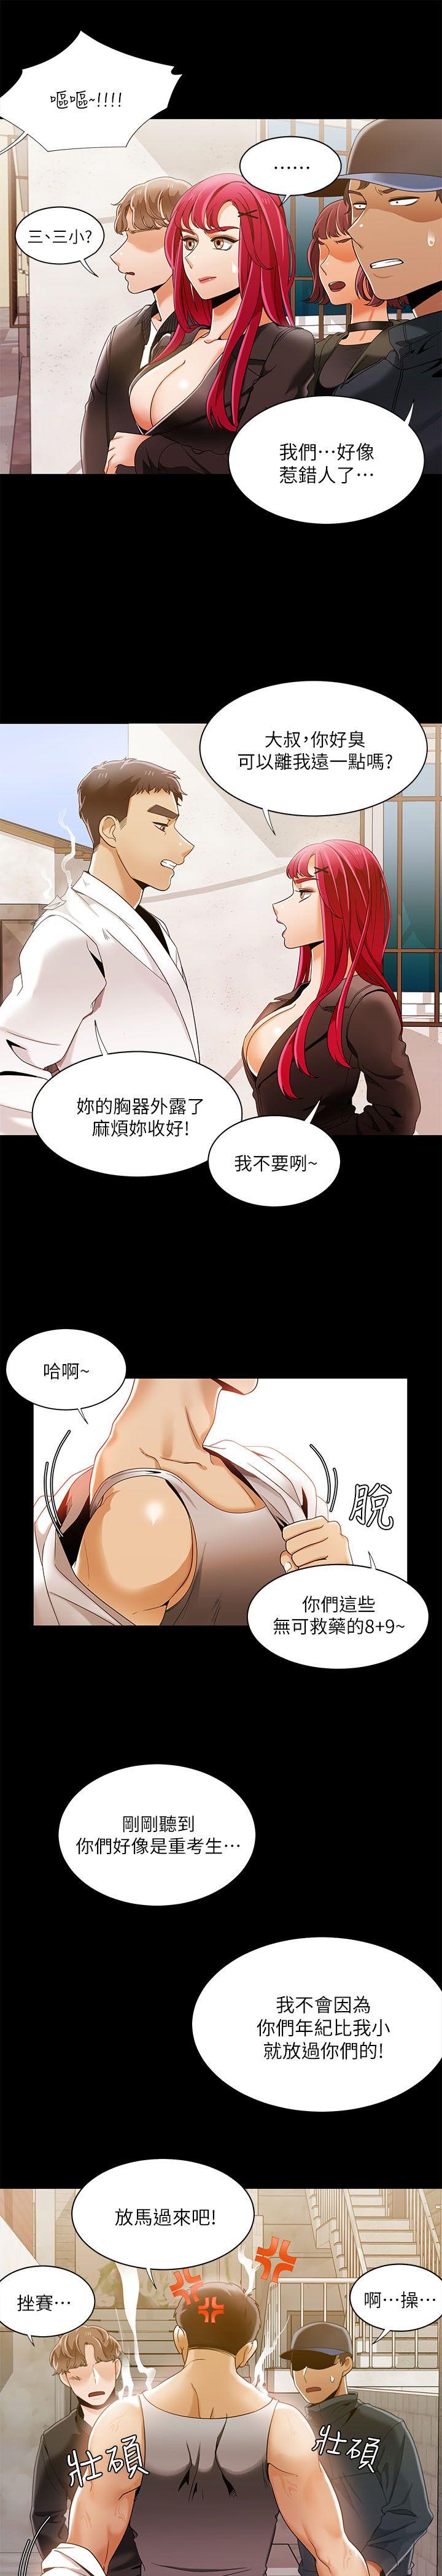 嘔嘔~!!!!
……
三、三小?
我們…好像
惹錯人了…
大叔,你好臭
可以離我遠一點嗎?
妳的胸器外露了
麻煩妳收好!
我不要咧~
哈啊~
脫
你們這些
無可救藥的8+9~
剛剛聽到
你們好像是重考生…
我不會因為
你們年紀比我小
就放過你們的!
放馬過來吧!
挫賽…
啊…操…
壯碩
壯碩